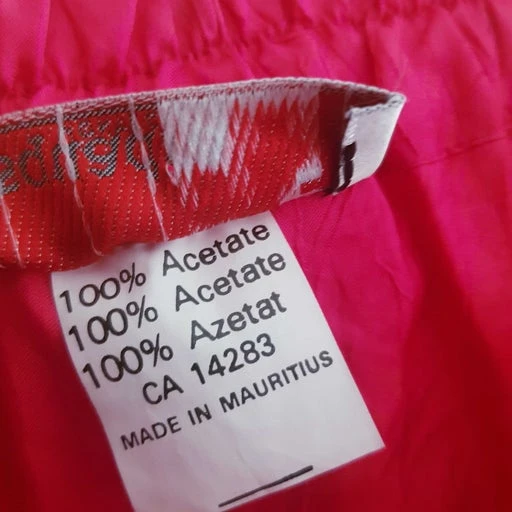 100% Acetate
100% Acetate
100% Azetat
CA 14283
MADE IN MAURITIUS